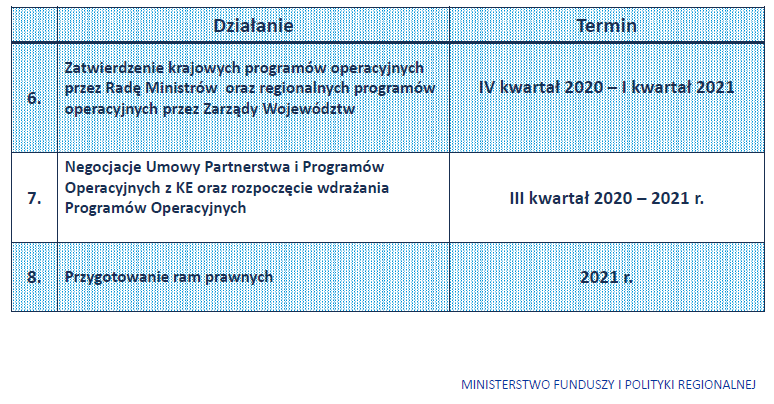 Działanie Termin
6. Zatwierdzenie krajowych programów operacyjnych
przez Radę Ministrów oraz regionalnych programów
operacyjnych przez Zarządy Województw
IV kwartał 2020 – I kwartał 2021
7. Negocjacje Umowy Partnerstwa i Programów
Operacyjnych z KE oraz rozpoczęcie wdrażania
Programów Operacyjnych
III kwartał 2020 – 2021 r.
8. Przygotowanie ram prawnych 2021 r.
MINISTERSTWO FUNDUSZY I POLITYKI REGIONALNEJ